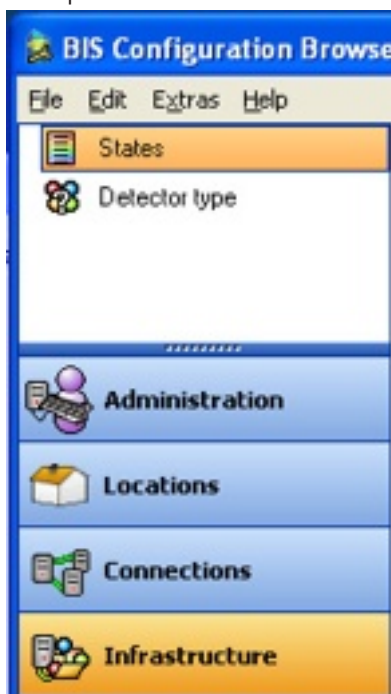 BIS Configuration Browse
File Edit Extras Help
States
Detector type
Administration
Locations
Connections
Infrastructure